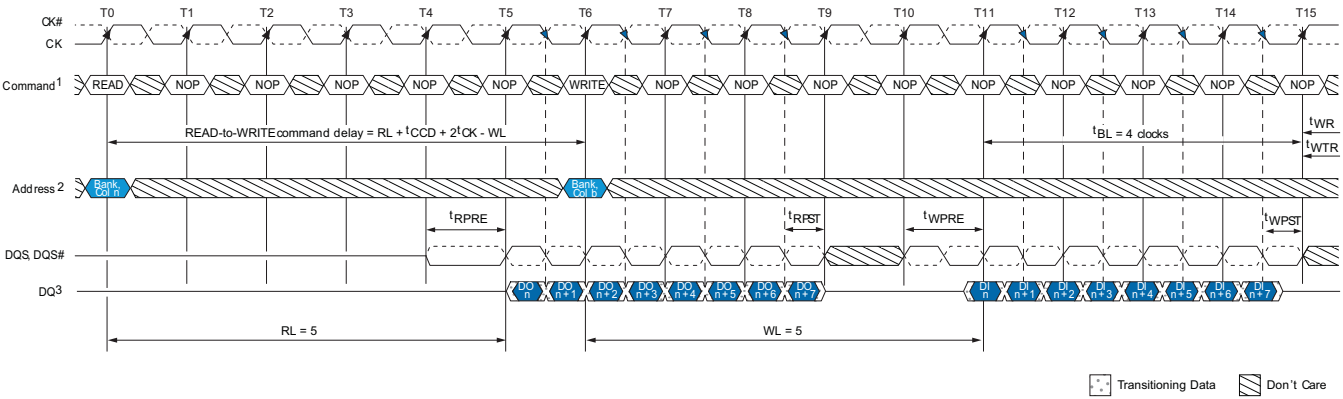 T0 T1 T2 T3 T4 T5 T6 T7 T8 T9 T10 T11 T12 T13 T14 T15
CK#
CK
Command 1 READ NOP NOP NOP NOP NOP WRITE NOP NOP NOP NOP NOP NOP NOP NOP NOP
READ-to-WRITE command delay = RL + tCCD + 2tCK - WL
tBL = 4 clocks
tWR
tWTR
Address 2 Bank, Col n Bank, Col b
tRPRE tRPST tWPRE tWPST
DQS, DQS#
DQ3 DO n DO n + 1 DO n + 2 DO n + 3 DO n + 4 DO n + 5 DO n + 6 DO n + 7 DI n DI n + 1 DI n + 2 DI n + 3 DI n + 4 DI n + 5 DI n + 6 DI n + 7
RL = 5 WL = 5
Transitioning Data Don't Care